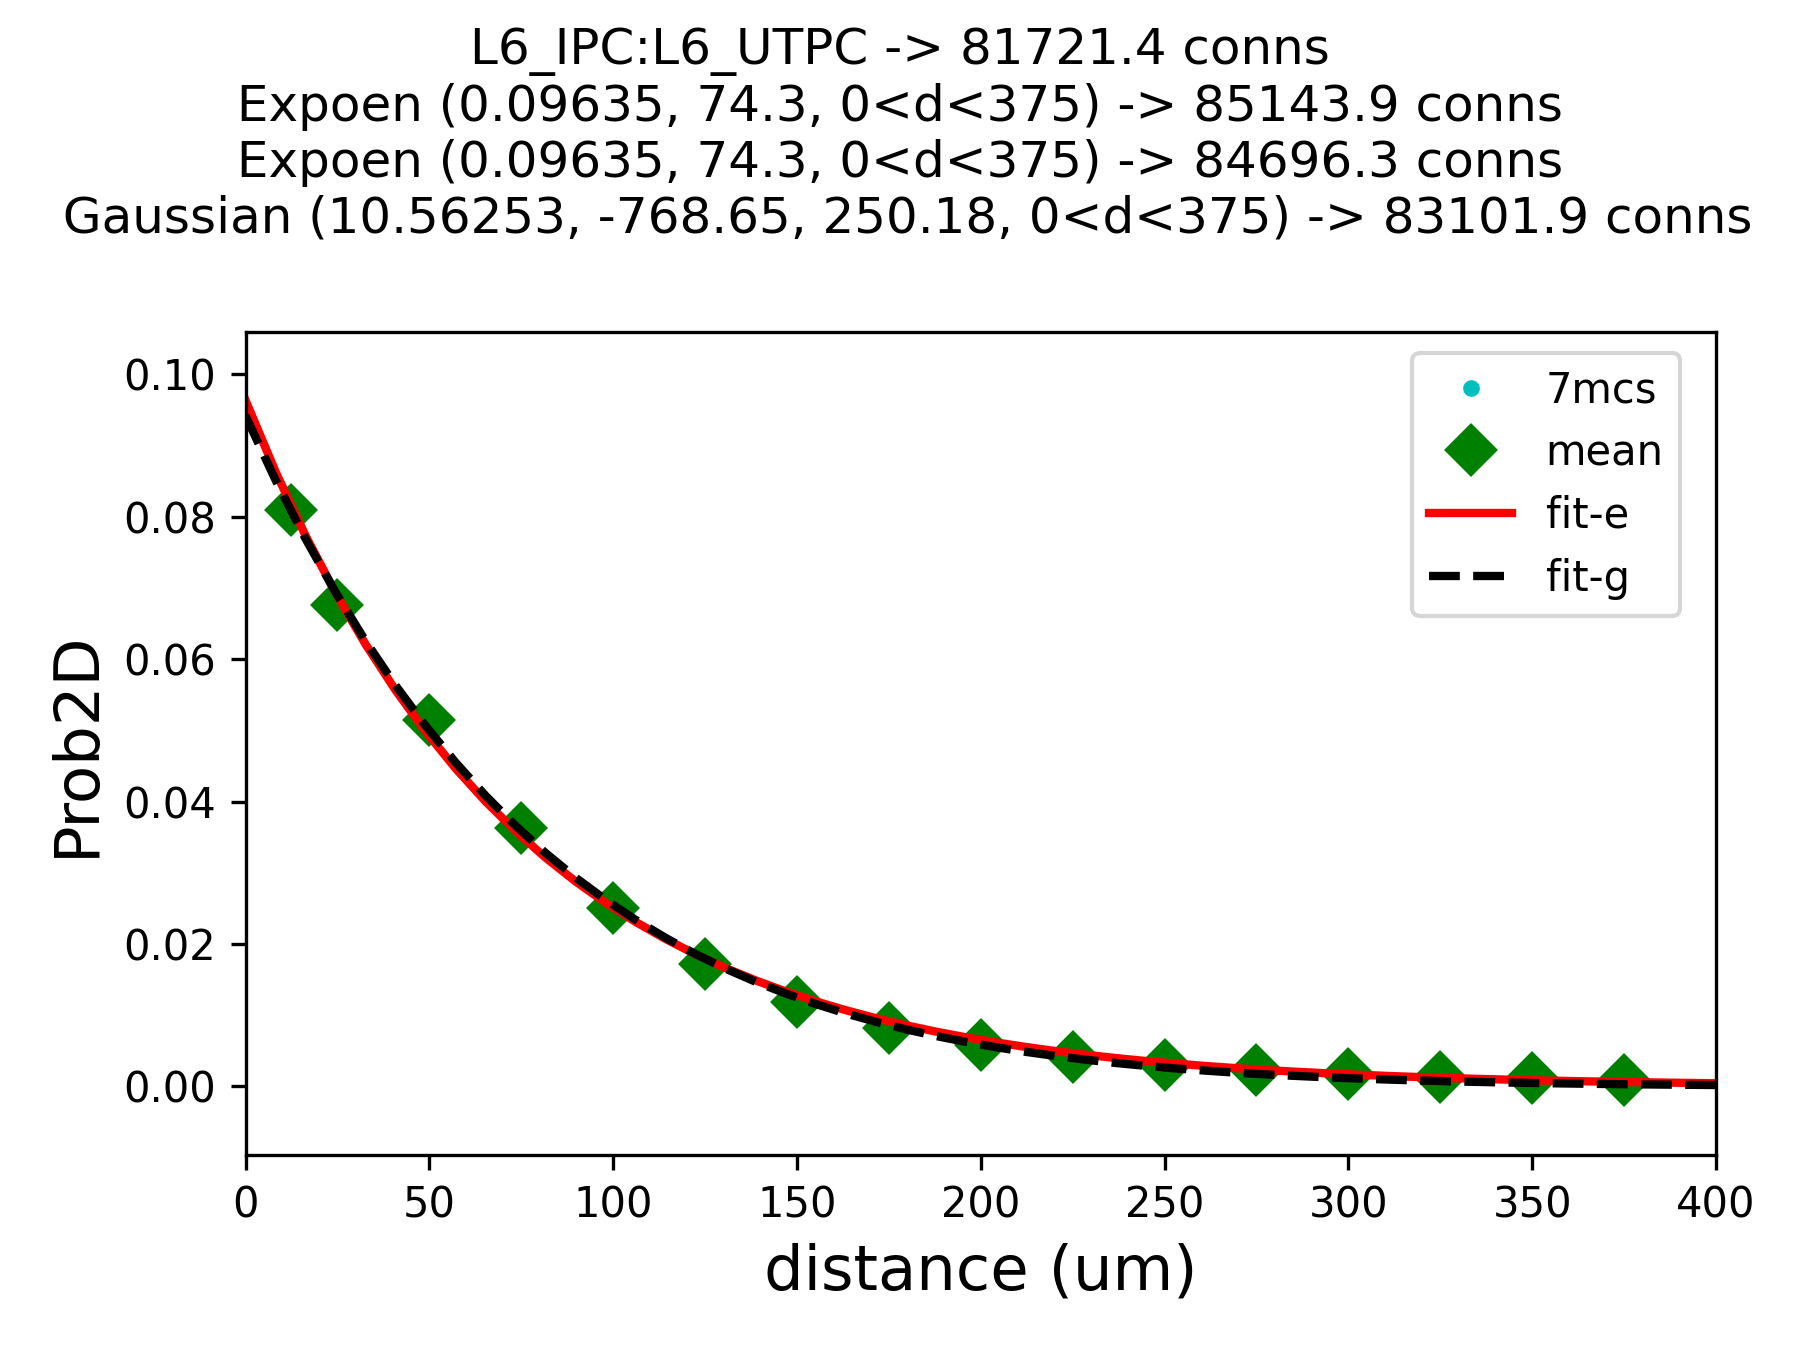 L6_IPC:L6_UTPC -> 81721.4 conns
Expoen (0.09635, 74.3, 0<d<375) -> 85143.9 conns
Expoen (0.09635, 74.3, 0<d<375) -> 84696.3 conns
Gaussian (10.56253, -768.65, 250.18, 0<d<375) -> 83101.9 conns
7mcs
mean
fit-e
fit-g
Prob2D
0.10
0.08
0.06
0.04
0.02
0.00
0 50 100 150 200 250 300 350 400
distance (um)